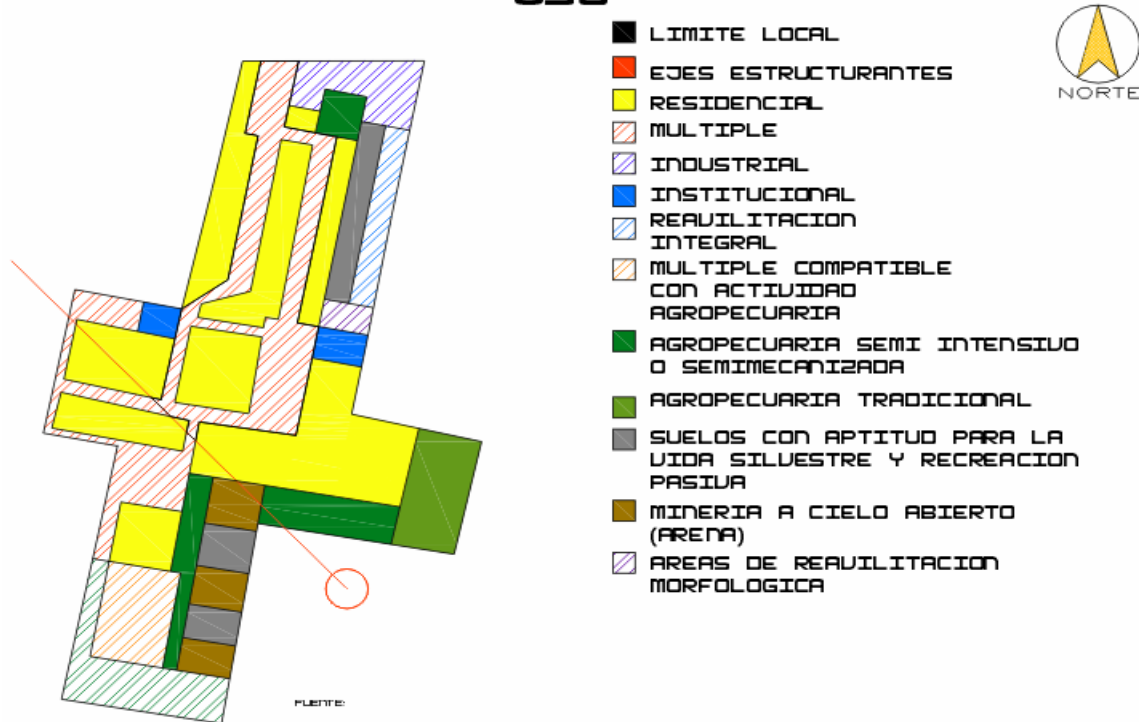 LIMITE LOCAL
EJES ESTRUCTURANTES
RESIDENCIAL
MULTIPLE
INDUSTRIAL
INSTITUCIONAL
REAVILITACION
INTEGRAL
MULTIPLE COMPATIBLE
CON ACTIVIDAD
AGROPECUARIA
AGROPECUARIA SEMI INTENSIVO
O SEMIMECANIZADA
AGROPECUARIA TRADICIONAL
SUELOS CON APTITUD PARA LA
VIDA SILVESTRE Y RECREACION
PASIVA
MINERIA A CIELO ABIERTO
(ARENA)
AREAS DE REAVILITACION
MORFOLOGICA
NORTE
FUENTE: